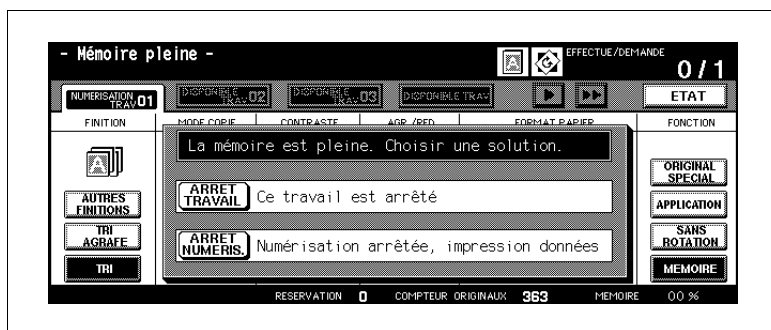 - Mémoire pleine -
EFFECTUE/DEMANDE
0/1
NUMERISATION TRAV 01
DISPONIBLE TRAV 02
DISPONIBLE TRAV 03
DISPONIBLE TRAV
ETAT
FINITION
MODE COPIE
CONTRASTE
AGR./RED.
FORMAT PAPIER
FONCTION
La mémoire est pleine. Choisir une solution.
ARRET TRAVAIL
Ce travail est arrêté
ARRET NUMERIS.
Numérisation arrêtée, impression données
AUTRES FINITIONS
TRI AGRAFE
TRI
ORIGINAL SPECIAL
APPLICATION
SANS ROTATION
MEMOIRE
RESERVATION 0 COMPTEUR ORIGINAUX 363 MEMOIRE 00 %